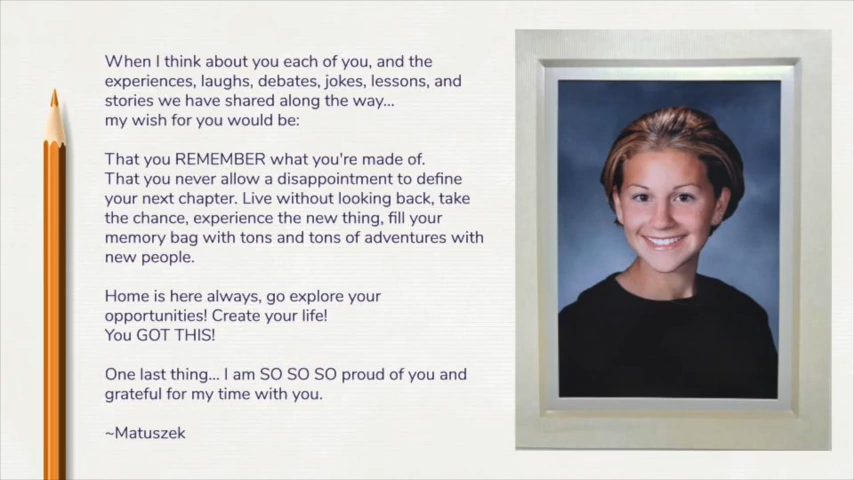 When I think about you each of you, and the
experiences, laughs, debates, jokes, lessons, and
stories we have shared along the way...
my wish for you would be:
That you REMEMBER what you're made of.
That you never allow a disappointment to define
your next chapter. Live without looking back, take
the chance, experience the new thing, fill your
memory bag with tons and tons of adventures with
new people.
Home is here always, go explore your
opportunities! Create your life!
You GOT THIS!
One last thing... I am SO SO SO proud of you and
grateful for my time with you.
~Matuszek